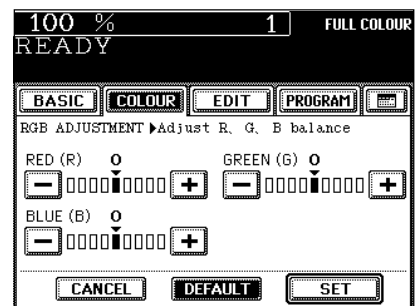 100 % 1 FULL COLOUR
READY
BASIC COLOUR EDIT PROGRAM
RGB ADJUSTMENT ▶Adjust R、G、B balance
RED (R) 0 GREEN (G) 0
BLUE (B) 0
CANCEL DEFAULT SET